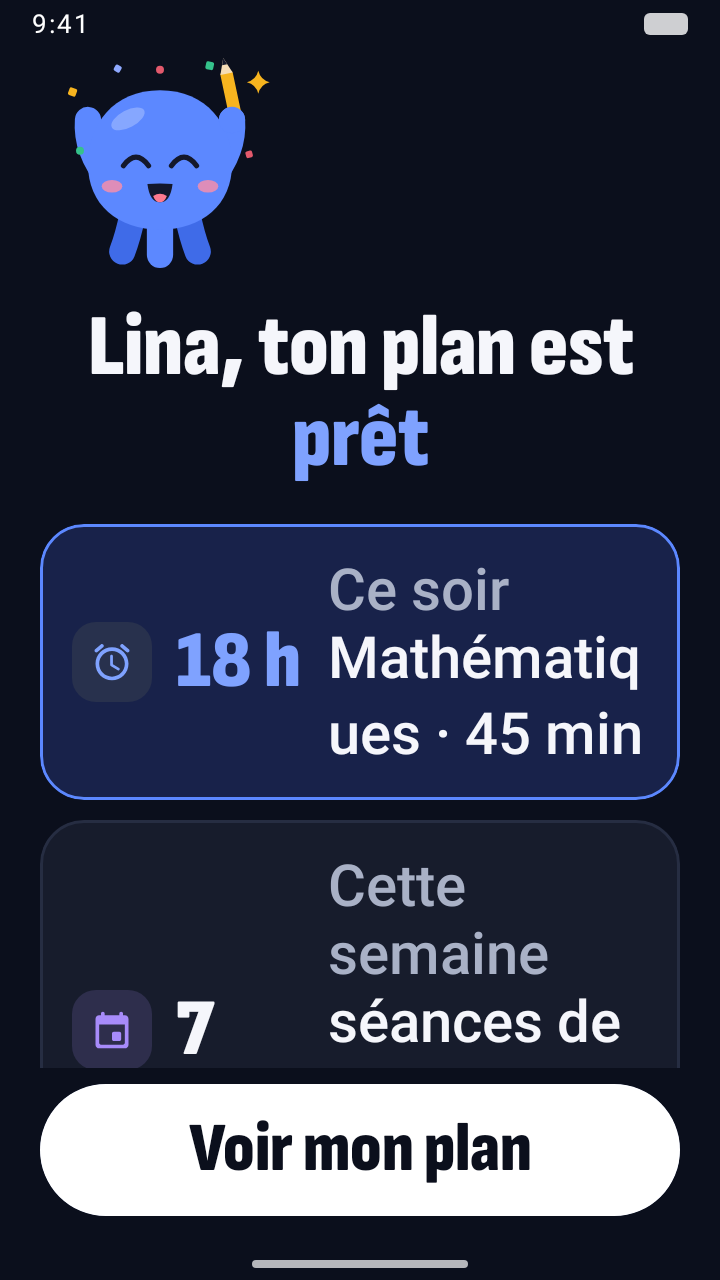 9:41
Lina, ton plan est
prêt
18 h
Ce soir
Mathématiq
ues · 45 min
7
Cette
semaine
séances de
Voir mon plan